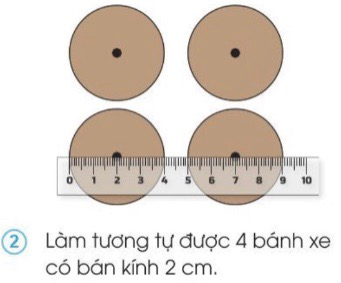 0 1 2 3 4 5 6 7 8 9 10
2 Làm tương tự được 4 bánh xe
có bán kính 2 cm.